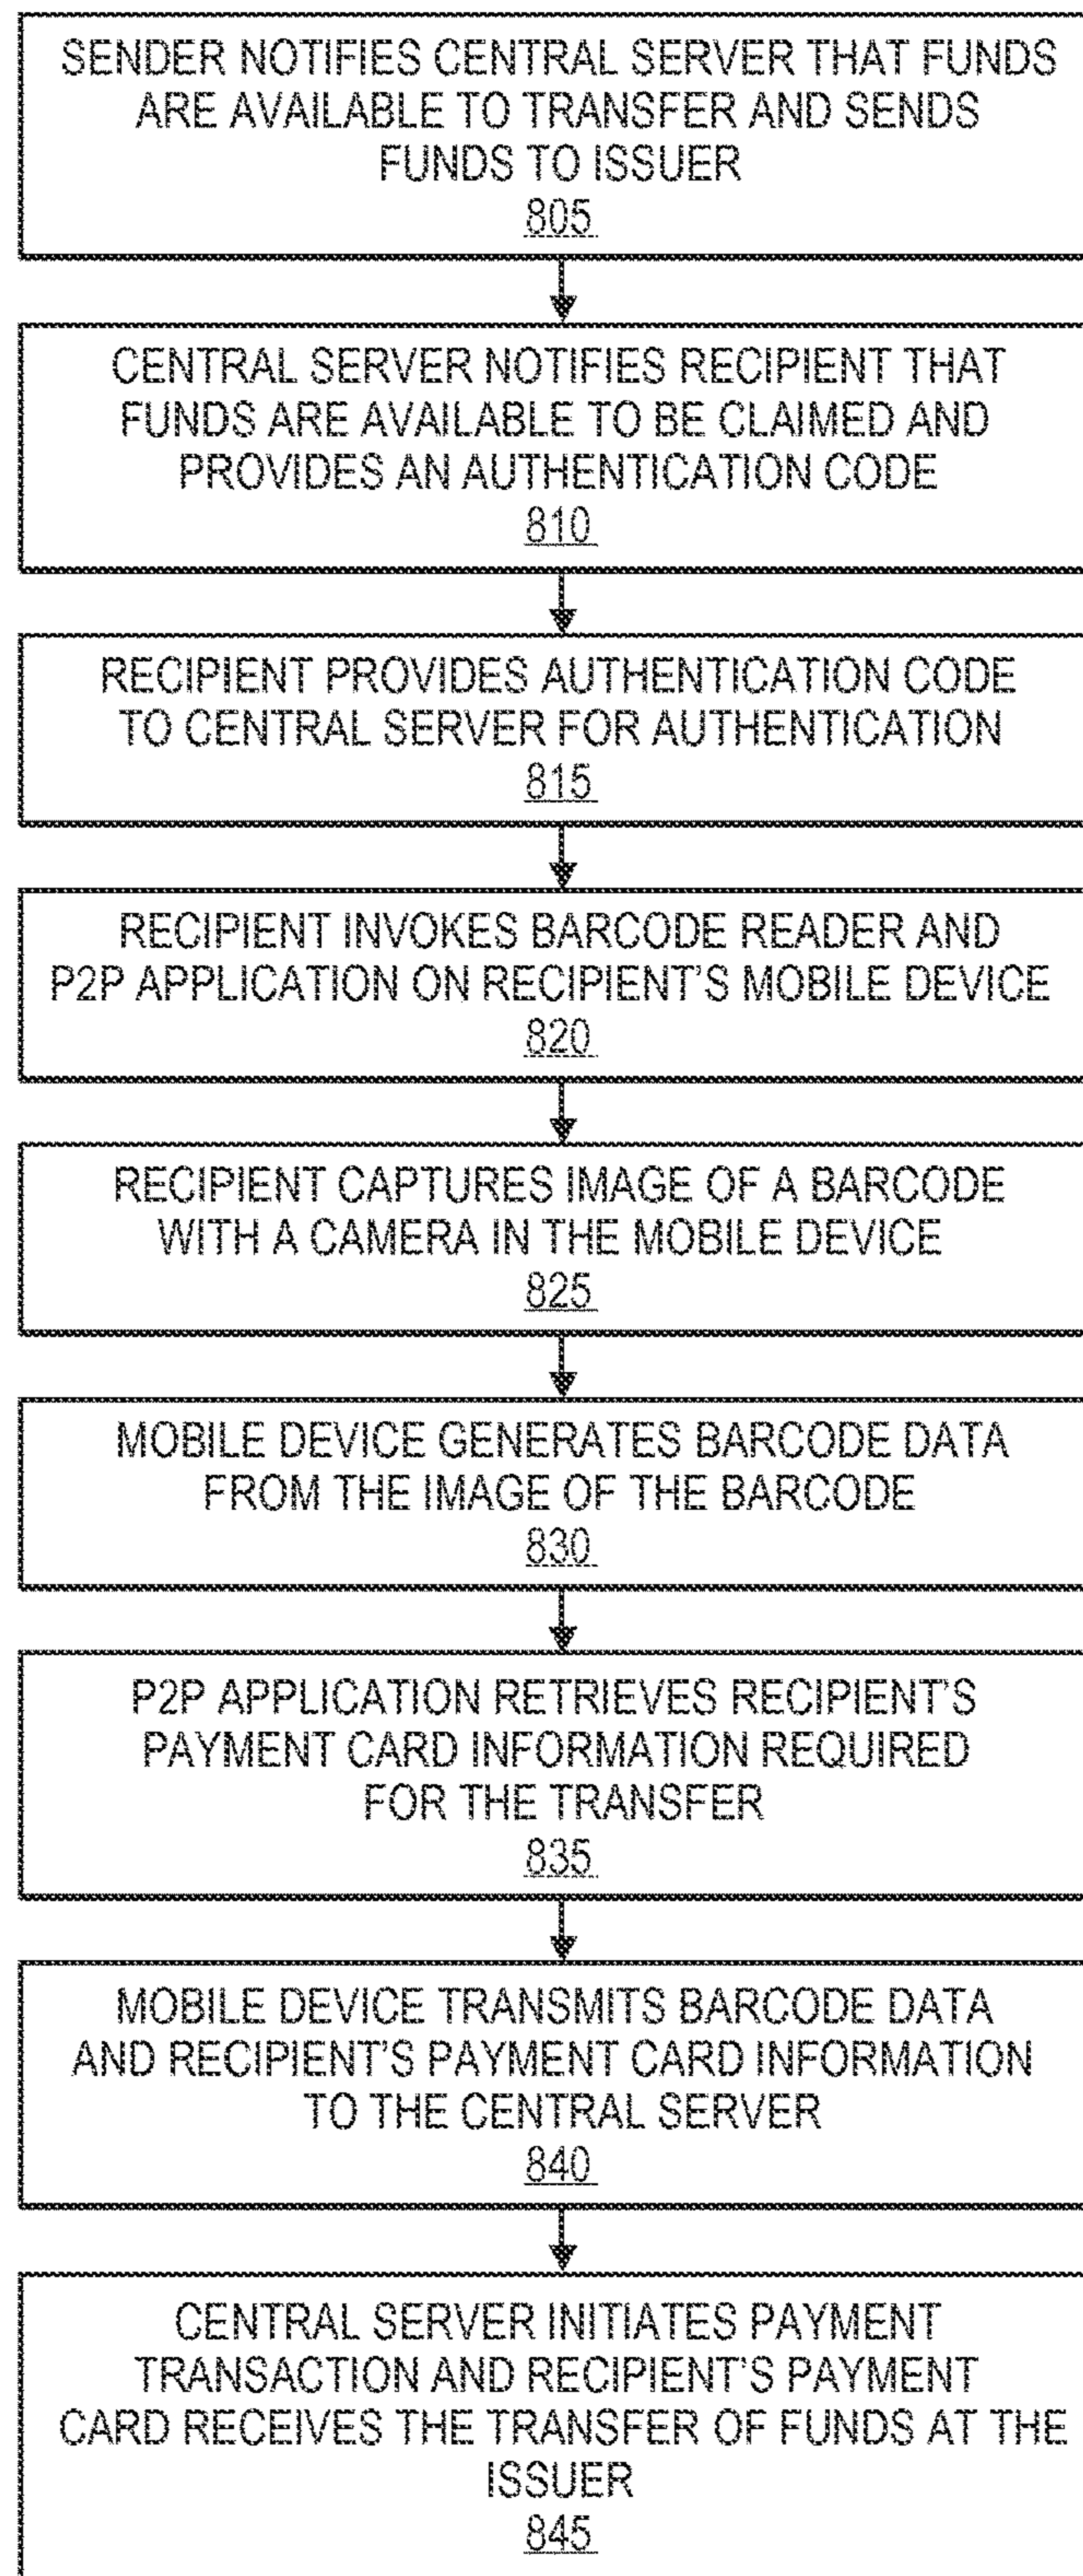 SENDER NOTIFIES CENTRAL SERVER THAT FUNDS
ARE AVAILABLE TO TRANSFER AND SENDS
FUNDS TO ISSUER
805
CENTRAL SERVER NOTIFIES RECIPIENT THAT
FUNDS ARE AVAILABLE TO BE CLAIMED AND
PROVIDES AN AUTHENTICATION CODE
810
RECIPIENT PROVIDES AUTHENTICATION CODE
TO CENTRAL SERVER FOR AUTHENTICATION
815
RECIPIENT INVOKES BARCODE READER AND
P2P APPLICATION ON RECIPIENT'S MOBILE DEVICE
820
RECIPIENT CAPTURES IMAGE OF A BARCODE
WITH A CAMERA IN THE MOBILE DEVICE
825
MOBILE DEVICE GENERATES BARCODE DATA
FROM THE IMAGE OF THE BARCODE
830
P2P APPLICATION RETRIEVES RECIPIENT'S
PAYMENT CARD INFORMATION REQUIRED
FOR THE TRANSFER
835
MOBILE DEVICE TRANSMITS BARCODE DATA
AND RECIPIENT'S PAYMENT CARD INFORMATION
TO THE CENTRAL SERVER
840
CENTRAL SERVER INITIATES PAYMENT
TRANSACTION AND RECIPIENT'S PAYMENT
CARD RECEIVES THE TRANSFER OF FUNDS AT THE
ISSUER
845